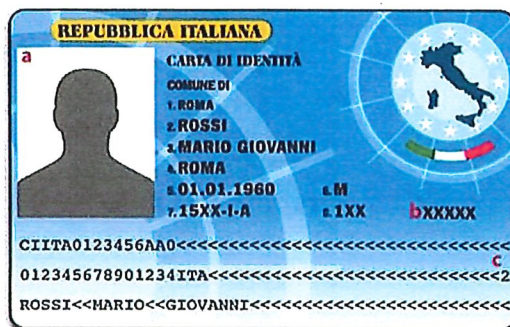 REPUBBLICA ITALIANA
a
CARTA DI IDENTITÀ
COMUNE DI
1.ROMA
2.ROSSI
3.MARIO GIOVANNI
4.ROMA
5.01.01.1960 6.M
7.15XX-I-A 8.1XX bXXXXX
CIITA0123456AA0<<<<<<<<<<<<<<<<<<<<<<<<<<<<<<
c
012345678901234ITA<<<<<<<<<<<<<<<<<<<<<<<<<<2
ROSSI<<MARIO<<GIOVANNI<<<<<<<<<<<<<<<<<<<<<<<